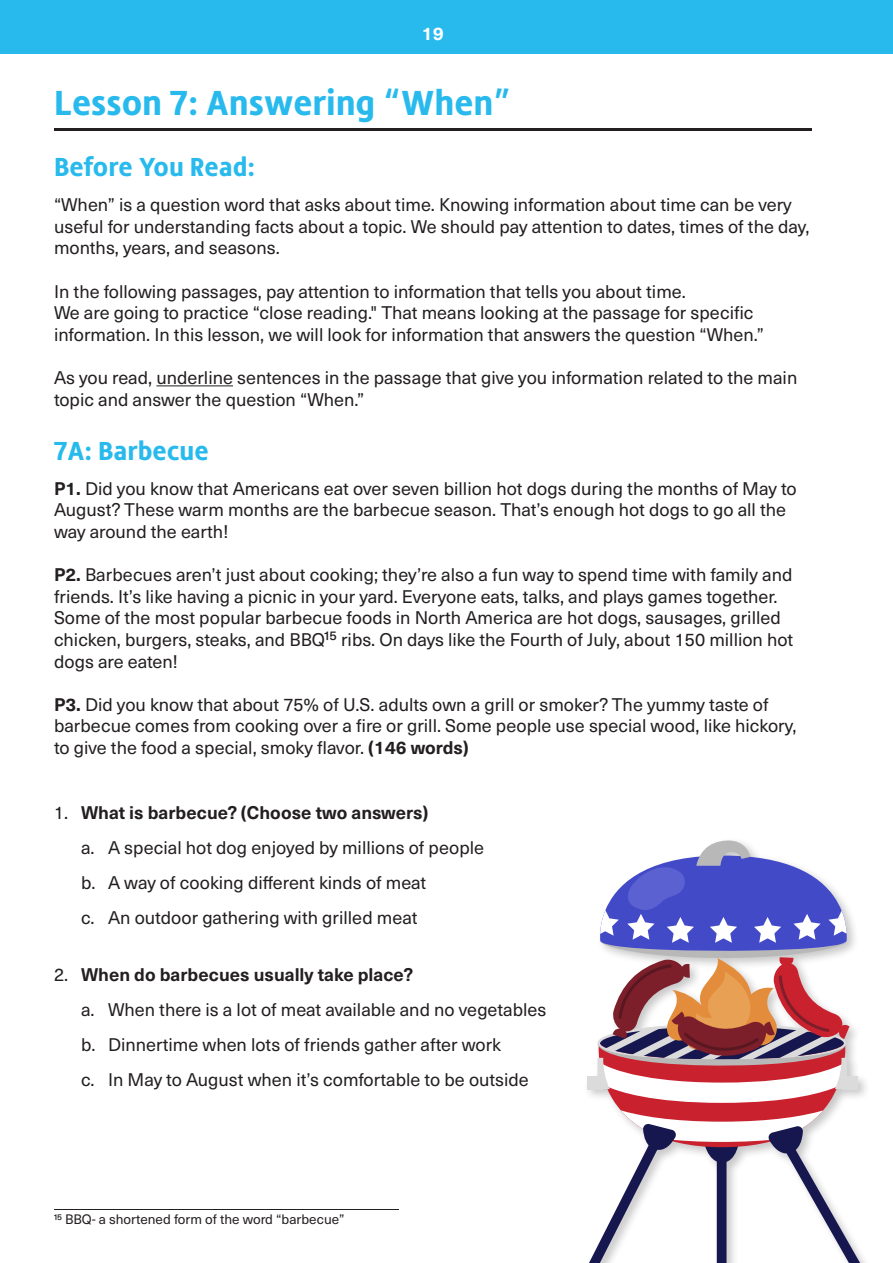 19
Lesson 7: Answering “When”
Before You Read:
“When” is a question word that asks about time. Knowing information about time can be very
useful for understanding facts about a topic. We should pay attention to dates, times of the day,
months, years, and seasons.
In the following passages, pay attention to information that tells you about time.
We are going to practice “close reading." That means looking at the passage for specific
information. In this lesson, we will look for information that answers the question “When.”
As you read, underline sentences in the passage that give you information related to the main
topic and answer the question “When.”
7A: Barbecue
P1. Did you know that Americans eat over seven billion hot dogs during the months of May to
August? These warm months are the barbecue season. That’s enough hot dogs to go all the
way around the earth!
P2. Barbecues aren’t just about cooking; they’re also a fun way to spend time with family and
friends. It’s like having a picnic in your yard. Everyone eats, talks, and plays games together.
Some of the most popular barbecue foods in North America are hot dogs, sausages, grilled
chicken, burgers, steaks, and BBQ¹⁵ ribs. On days like the Fourth of July, about 150 million hot
dogs are eaten!
P3. Did you know that about 75% of U.S. adults own a grill or smoker? The yummy taste of
barbecue comes from cooking over a fire or grill. Some people use special wood, like hickory,
to give the food a special, smoky flavor. (146 words)
1. What is barbecue? (Choose two answers)
a. A special hot dog enjoyed by millions of people
b. A way of cooking different kinds of meat
c. An outdoor gathering with grilled meat
2. When do barbecues usually take place?
a. When there is a lot of meat available and no vegetables
b. Dinnertime when lots of friends gather after work
c. In May to August when it’s comfortable to be outside
¹⁵ BBQ- a shortened form of the word “barbecue”